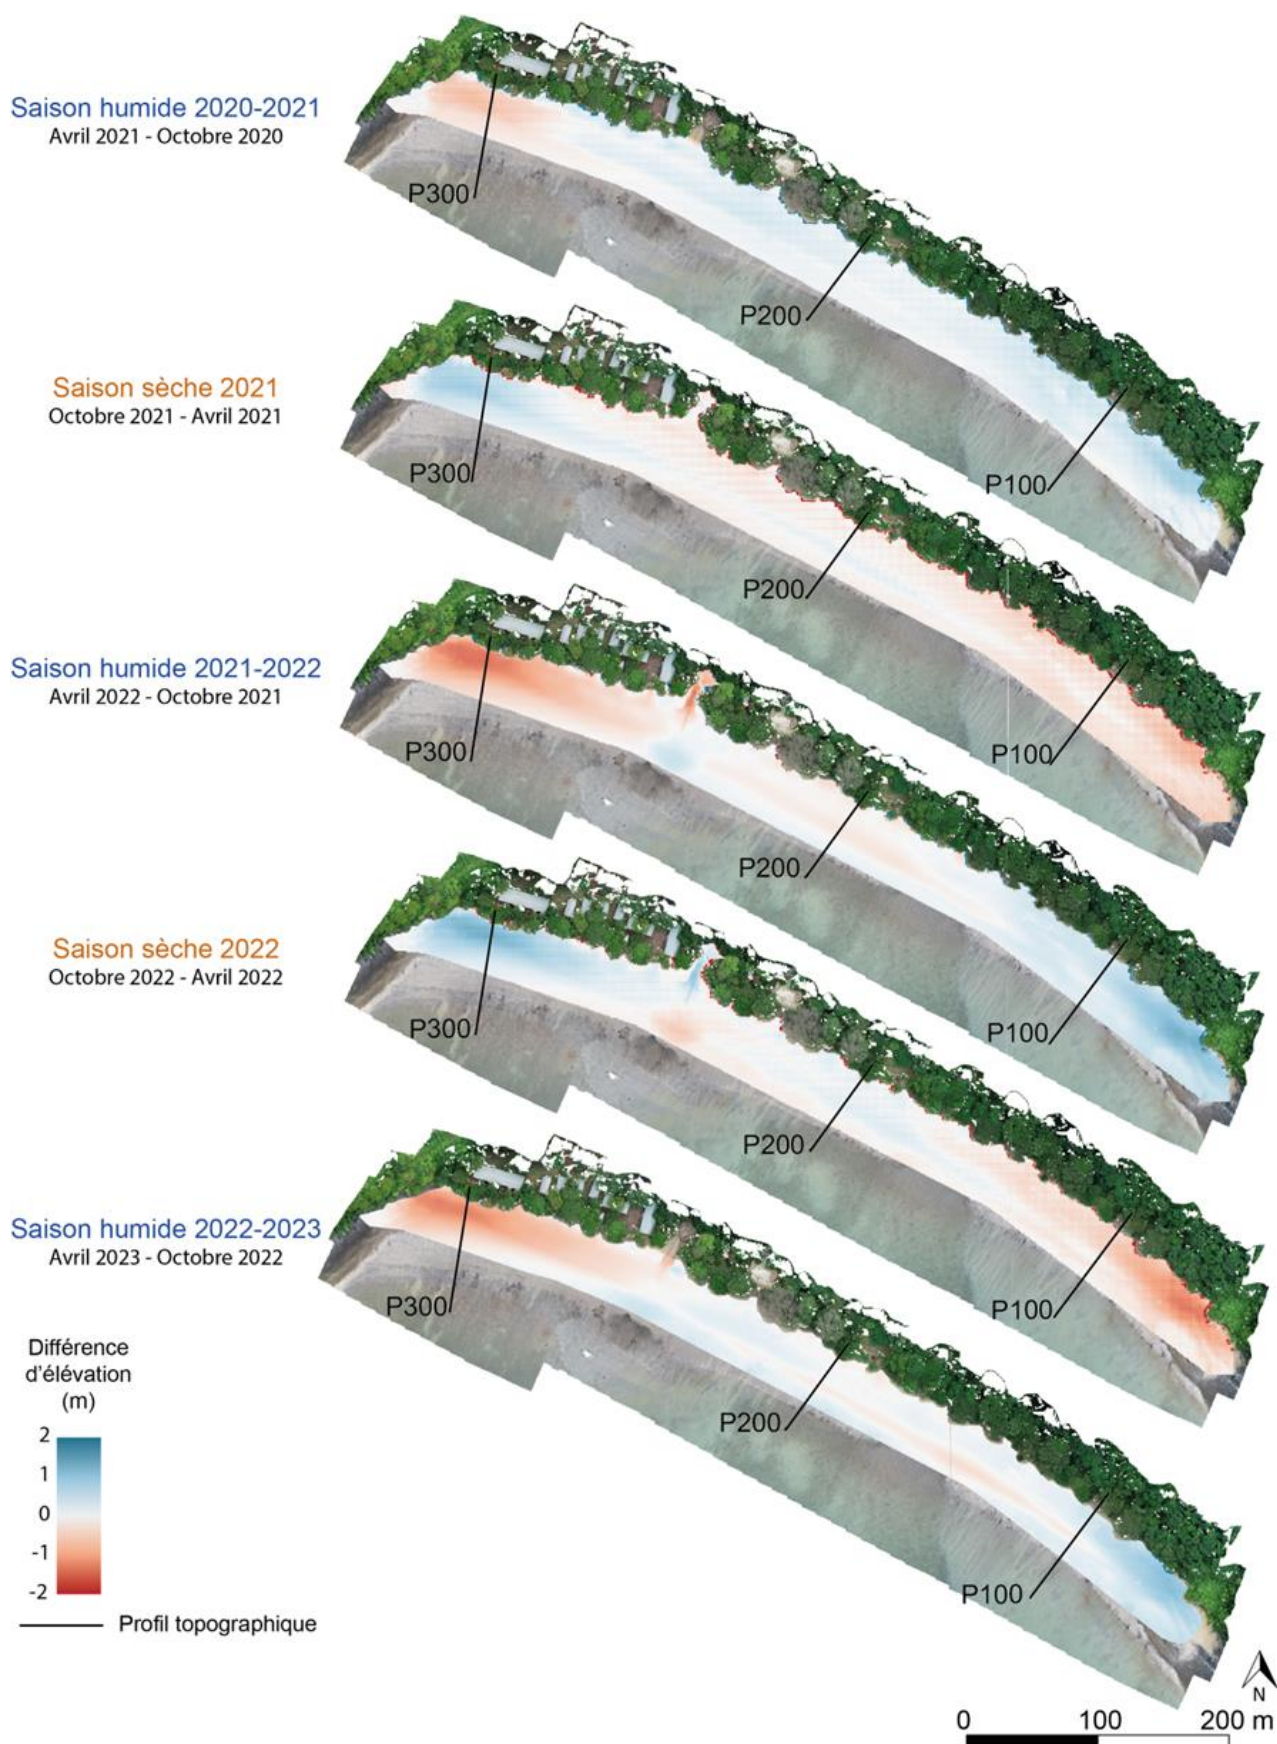 Saison humide 2020-2021
Avril 2021 - Octobre 2020
P300
P200
P100
Saison sèche 2021
Octobre 2021 - Avril 2021
P300
P200
P100
Saison humide 2021-2022
Avril 2022 - Octobre 2021
P300
P200
P100
Saison sèche 2022
Octobre 2022 - Avril 2022
P300
P200
P100
Saison humide 2022-2023
Avril 2023 - Octobre 2022
P300
P200
P100
Différence
d'élévation
(m)
2
1
0
-1
-2
Profil topographique
N
0 100 200 m